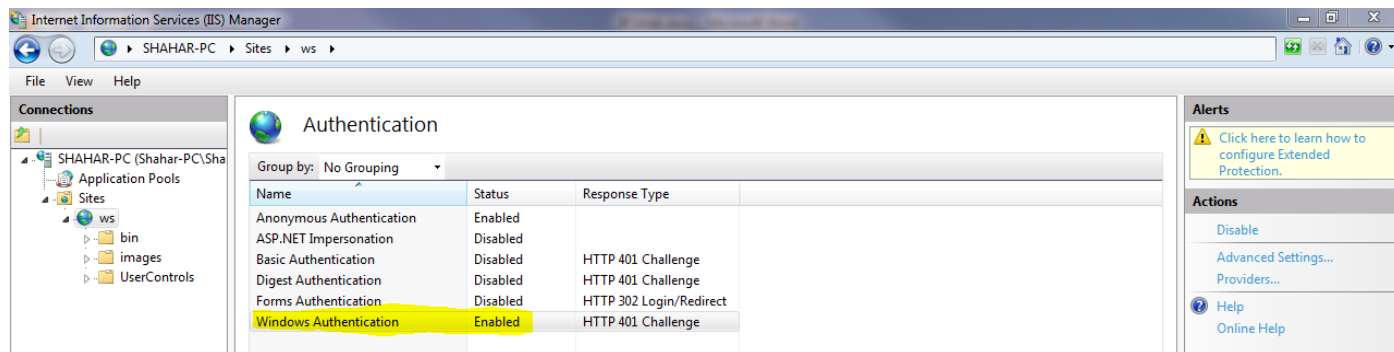 Internet Information Services (IIS) Manager
SHAHAR-PC Sites ws
File View Help
Connections
SHAHAR-PC (Shahar-PC\Sha
Application Pools
Sites
ws
bin
images
UserControls
Authentication
Group by: No Grouping
Name Status Response Type
Anonymous Authentication Enabled
ASP.NET Impersonation Disabled
Basic Authentication Disabled HTTP 401 Challenge
Digest Authentication Disabled HTTP 401 Challenge
Forms Authentication Disabled HTTP 302 Login/Redirect
Windows Authentication Enabled HTTP 401 Challenge
Alerts
Click here to learn how to
configure Extended
Protection.
Actions
Disable
Advanced Settings...
Providers...
Help
Online Help